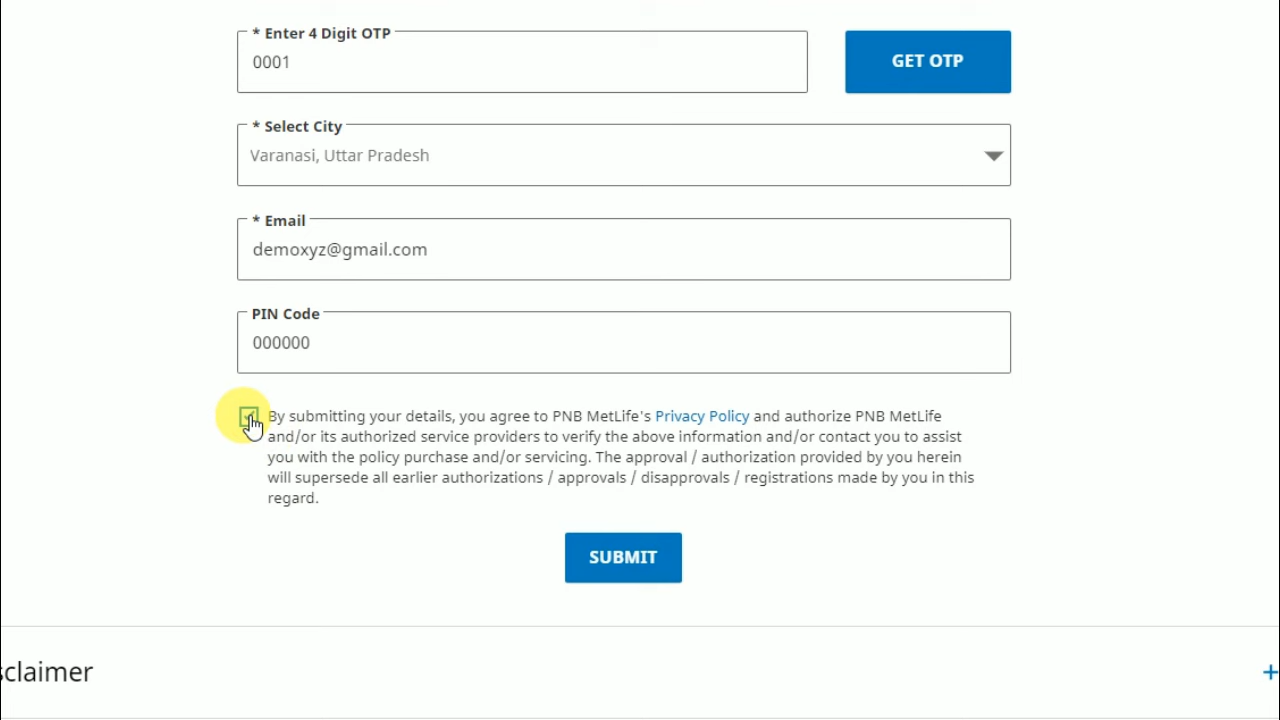 * Enter 4 Digit OTP
0001
GET OTP
* Select City
Varanasi, Uttar Pradesh
* Email
demoxyz@gmail.com
PIN Code
000000
By submitting your details, you agree to PNB MetLife's Privacy Policy and authorize PNB MetLife
and/or its authorized service providers to verify the above information and/or contact you to assist
you with the policy purchase and/or servicing. The approval / authorization provided by you herein
will supersede all earlier authorizations / approvals / disapprovals / registrations made by you in this
regard.
SUBMIT
sclaimer +